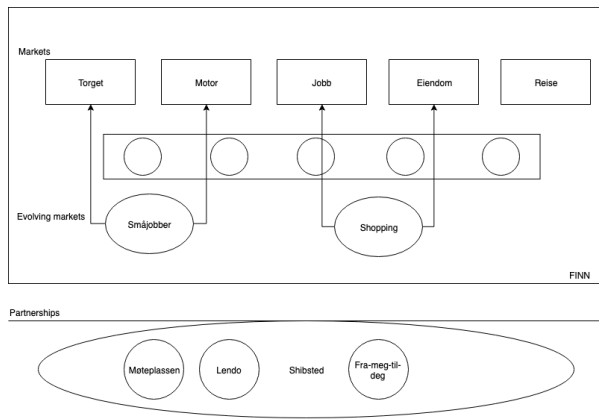 Markets
Torget
Motor
Jobb
Eiendom
Reise
Evolving markets
Småjobber
Shopping
FINN
Partnerships
Møteplassen
Lendo
Shibsted
Fra-meg-til-
deg